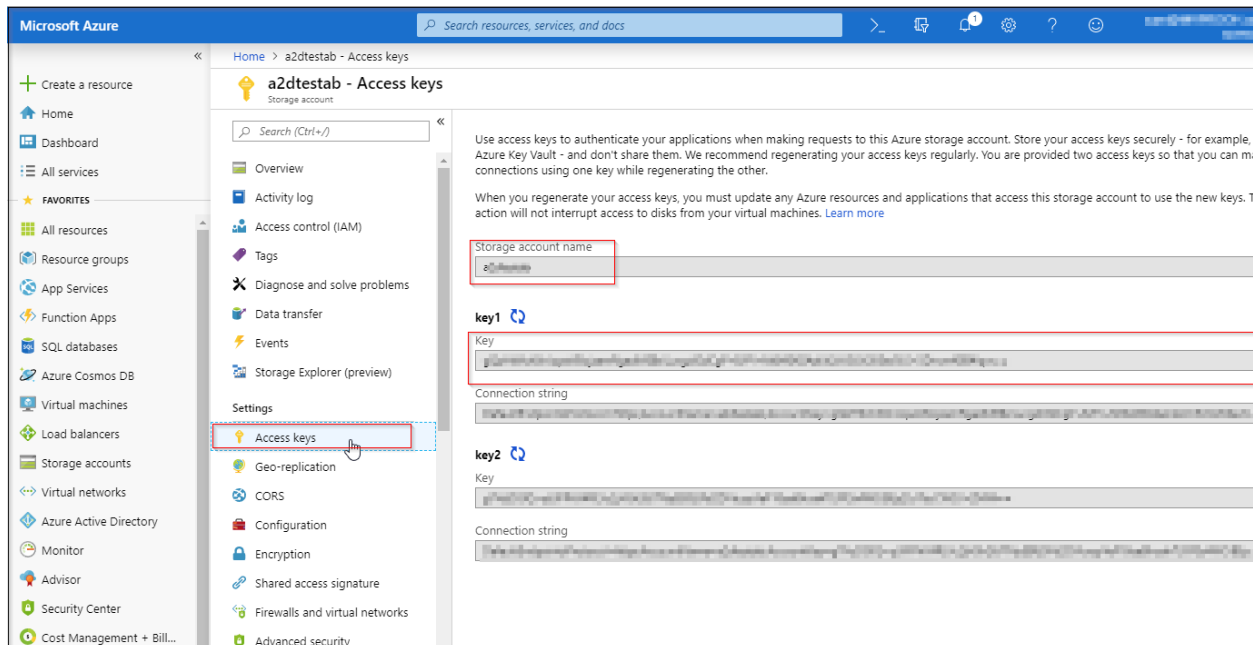 Microsoft Azure
Search resources, services, and docs
>_
1
?
«
Create a resource
Home
Dashboard
All services
FAVORITES
All resources
Resource groups
App Services
Function Apps
SQL databases
Azure Cosmos DB
Virtual machines
Load balancers
Storage accounts
Virtual networks
Azure Active Directory
Monitor
Advisor
Security Center
Cost Management + Bill...
Home > a2dtestab - Access keys
a2dtestab - Access keys
Storage account
Search (Ctrl+/)
«
Overview
Activity log
Access control (IAM)
Tags
Diagnose and solve problems
Data transfer
Events
Storage Explorer (preview)
Settings
Access keys
Geo-replication
CORS
Configuration
Encryption
Shared access signature
Firewalls and virtual networks
Advanced security
Use access keys to authenticate your applications when making requests to this Azure storage account. Store your access keys securely - for example,
Azure Key Vault - and don't share them. We recommend regenerating your access keys regularly. You are provided two access keys so that you can
connections using one key while regenerating the other.
When you regenerate your access keys, you must update any Azure resources and applications that access this storage account to use the new keys.
action will not interrupt access to disks from your virtual machines. Learn more
Storage account name
key1
Key
Connection string
key2
Key
Connection string